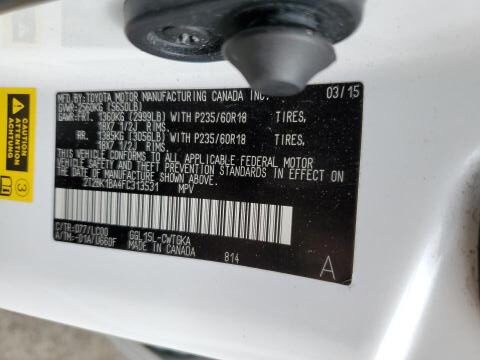 MFD.BY: TOYOTA MOTOR MANUFACTURING CANADA INC. 03/15
GVWR:2560KG (5650LB)
GAWR:FRT. 1360KG (2999LB) WITH P235/60R18 TIRES,
18X7 1/2J RIMS,
RR. 1385KG (3056LB) WITH P235/60R18 TIRES,
18X7 1/2J RIMS,
THIS VEHICLE CONFORMS TO ALL APPLICABLE FEDERAL MOTOR
VEHICLE SAFETY AND THEFT PREVENTION STANDARDS IN EFFECT ON
THE DATE OF MANUFACTURE SHOWN ABOVE.
2T2BK1BA4FC313531 MPV
C/TR:077/LC00 GGL15L-CWTGKA
A/TM:-01A/U660F MADE IN CANADA 814
A
ATTENTION
ACHTUNG
3